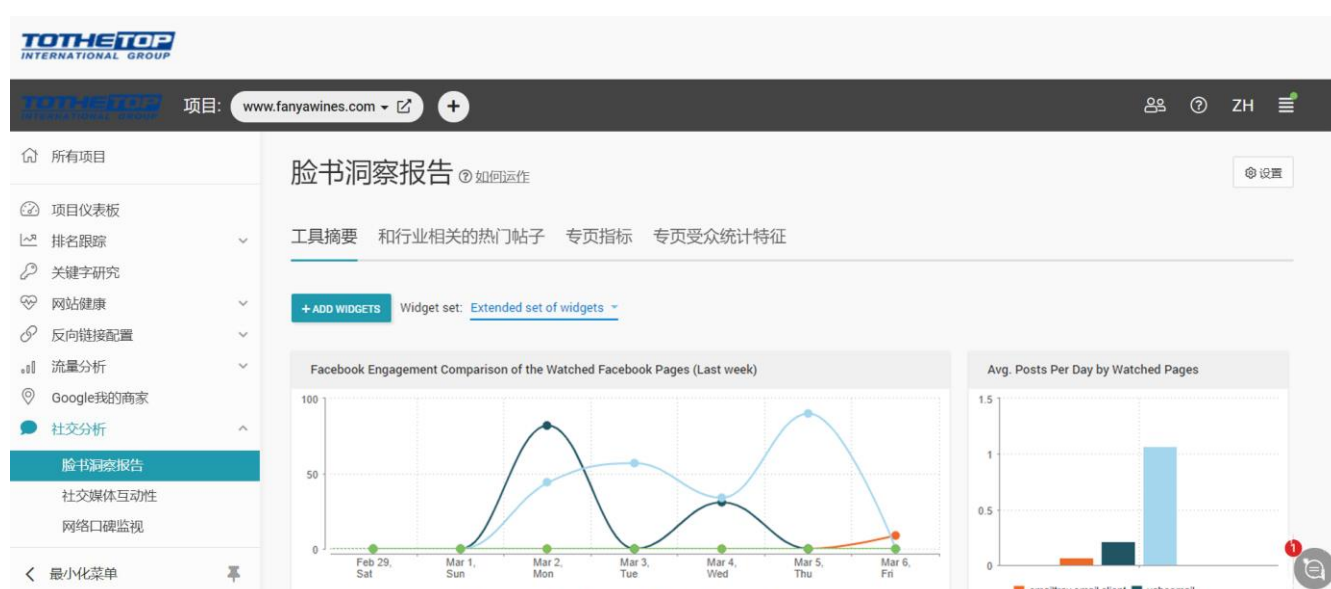 TOTHETOP
INTERNATIONAL GROUP
TOTHETOP
INTERNATIONAL GROUP
项目: www.fanyawines.com + ZH
所有项目
项目仪表板
排名跟踪
关键字研究
网站健康
反向链接配置
流量分析
Google我的商家
社交分析
脸书洞察报告
社交媒体互动性
网络口碑监视
最小化菜单
脸书洞察报告 ? 如何运作
设置
工具摘要 和行业相关的热门帖子 专页指标 专页受众统计特征
+ ADD WIDGETS Widget set: Extended set of widgets
Facebook Engagement Comparison of the Watched Facebook Pages (Last week)
100
50
0
Feb 29, Sat
Mar 1, Sun
Mar 2, Mon
Mar 3, Tue
Mar 4, Wed
Mar 5, Thu
Mar 6, Fri
Avg. Posts Per Day by Watched Pages
1.5
1
0.5
0
1